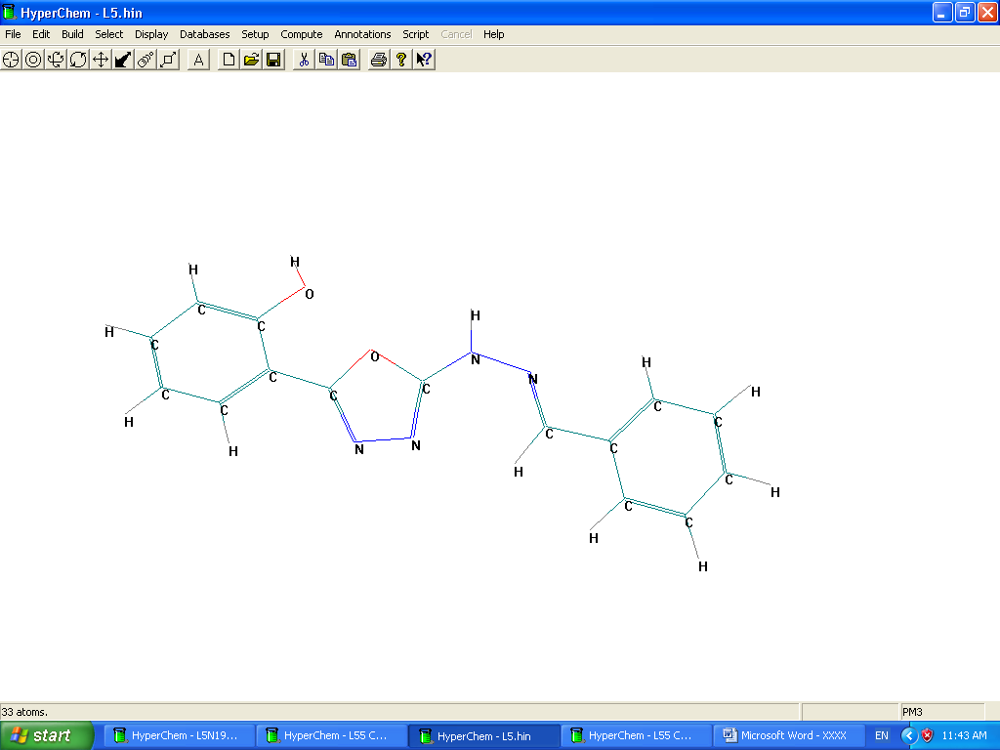 HyperChem - L5.hin
File Edit Build Select Display Databases Setup Compute Annotations Script Cancel Help
A
H H
O
H
C
C
H
C
O
N
H
C
N
H
C
C
C
C
C
H
C
C
C
H
N
N
C
C
H
H
C
H
C
H
C
H
C
H
33 atoms.
PM3
start HyperChem - L5N19... HyperChem - L55 C... HyperChem - L5.hin HyperChem - L55 C... Microsoft Word - XXXX EN 11:43 AM